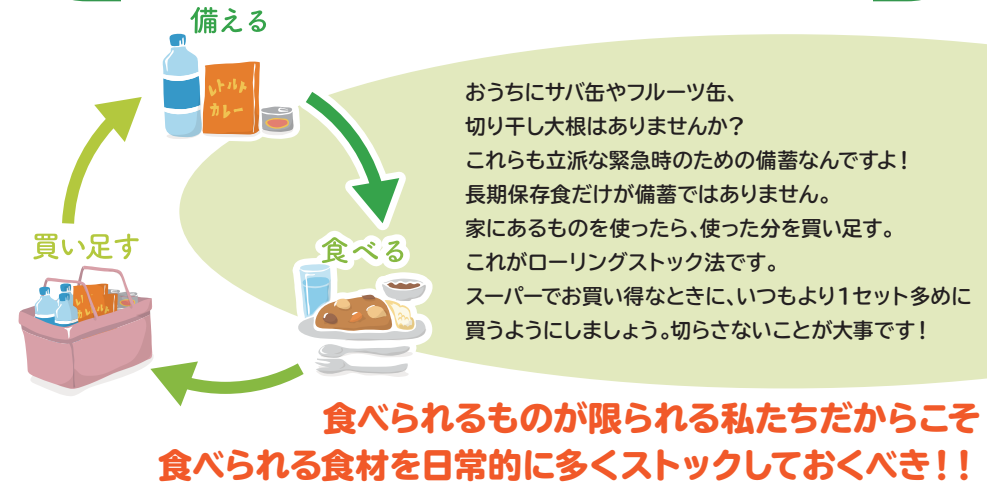 備える
レトルト
カレー
食べる
買い足す
おうちにサバ缶やフルーツ缶、
切り干し大根はありませんか?
これらも立派な緊急時のための備蓄なんですよ!
長期保存食だけが備蓄ではありません。
家にあるものを使ったら、使った分を買い足す。
これがローリングストック法です。
スーパーでお買い得なときに、いつもより1セット多めに
買うようにしましょう。切らさないことが大事です!
食べられるものが限られる私たちだからこそ
食べられる食材を日常的に多くストックしておくべき!!